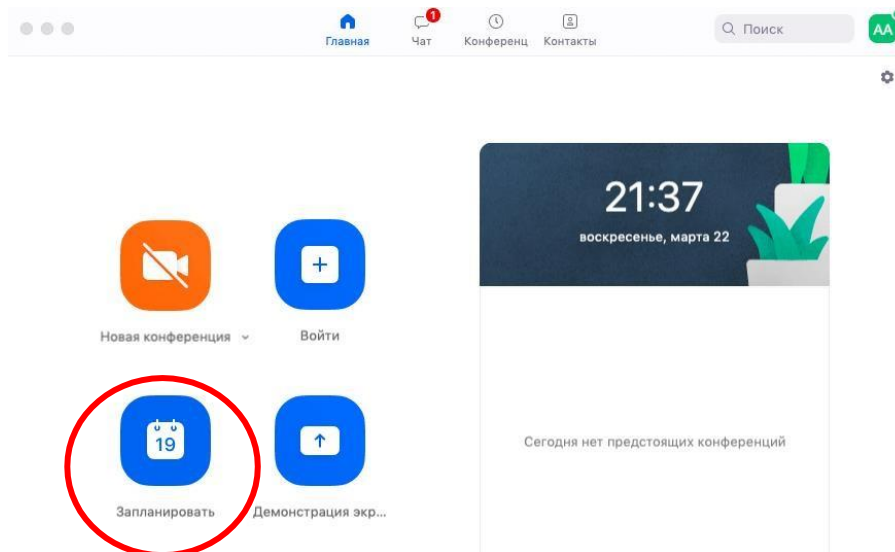 Главная
Чат
1
Конференц
Контакты
Поиск
AA
21:37
воскресенье, марта 22
Новая конференция
Войти
19
Запланировать
Демонстрация экр...
Сегодня нет предстоящих конференций